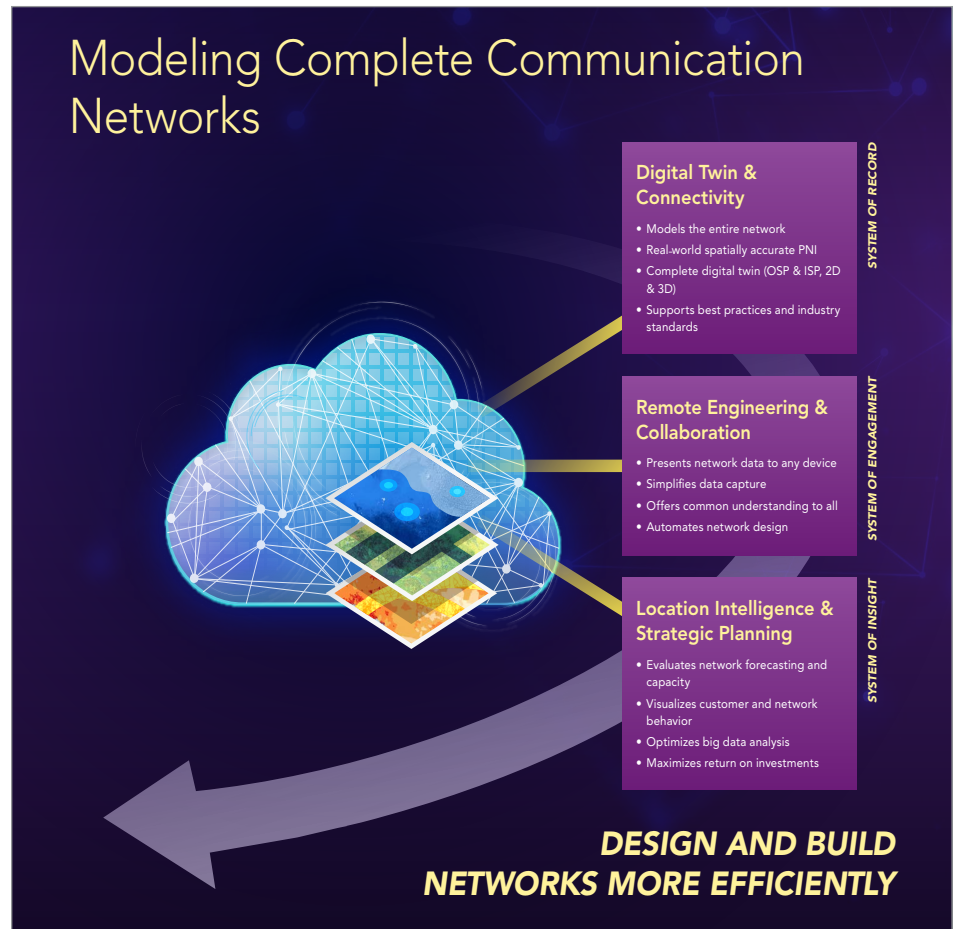 Modeling Complete Communication
Networks
Digital Twin &
Connectivity
• Models the entire network
• Real-world spatially accurate PNI
• Complete digital twin (OSP & ISP, 2D
& 3D)
• Supports best practices and industry
standards
SYSTEM OF RECORD
Remote Engineering &
Collaboration
• Presents network data to any device
• Simplifies data capture
• Offers common understanding to all
• Automates network design
SYSTEM OF ENGAGEMENT
Location Intelligence &
Strategic Planning
• Evaluates network forecasting and
capacity
• Visualizes customer and network
behavior
• Optimizes big data analysis
• Maximizes return on investments
SYSTEM OF INSIGHT
DESIGN AND BUILD
NETWORKS MORE EFFICIENTLY